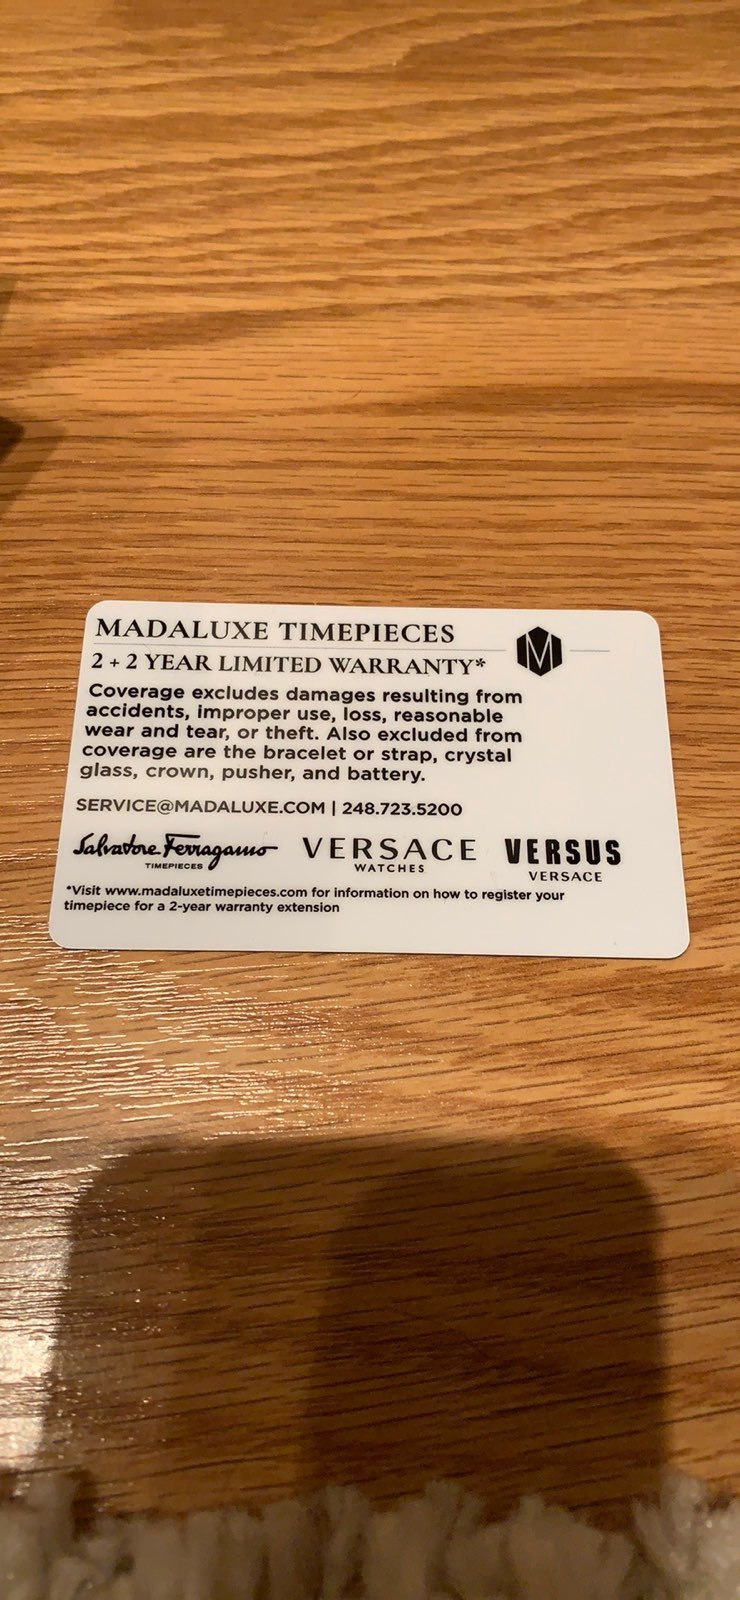 MADALUXE TIMEPIECES
M
2 + 2 YEAR LIMITED WARRANTY*
Coverage excludes damages resulting from
accidents, improper use, loss, reasonable
wear and tear, or theft. Also excluded from
coverage are the bracelet or strap, crystal
glass, crown, pusher, and battery.
SERVICE@MADALUXE.COM | 248.723.5200
Salvatore Ferragamo
TIMEPIECES
VERSACE
WATCHES
VERSUS
VERSACE
*Visit www.madaluxetimepieces.com for information on how to register your
timepiece for a 2-year warranty extension